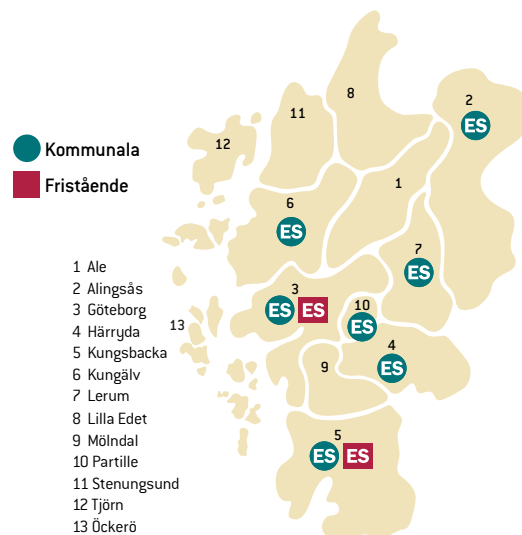 8
2
11
ES
12
Kommunala
Fristående
1
6
ES
7
ES
1 Ale
2 Alingsås
3 Göteborg
4 Härryda
5 Kungsbacka
6 Kungälv
7 Lerum
8 Lilla Edet
9 Mölndal
10 Partille
11 Stenungsund
12 Tjörn
13 Öckerö
3
ES ES
10
ES
13
4
9
ES
5
ES ES